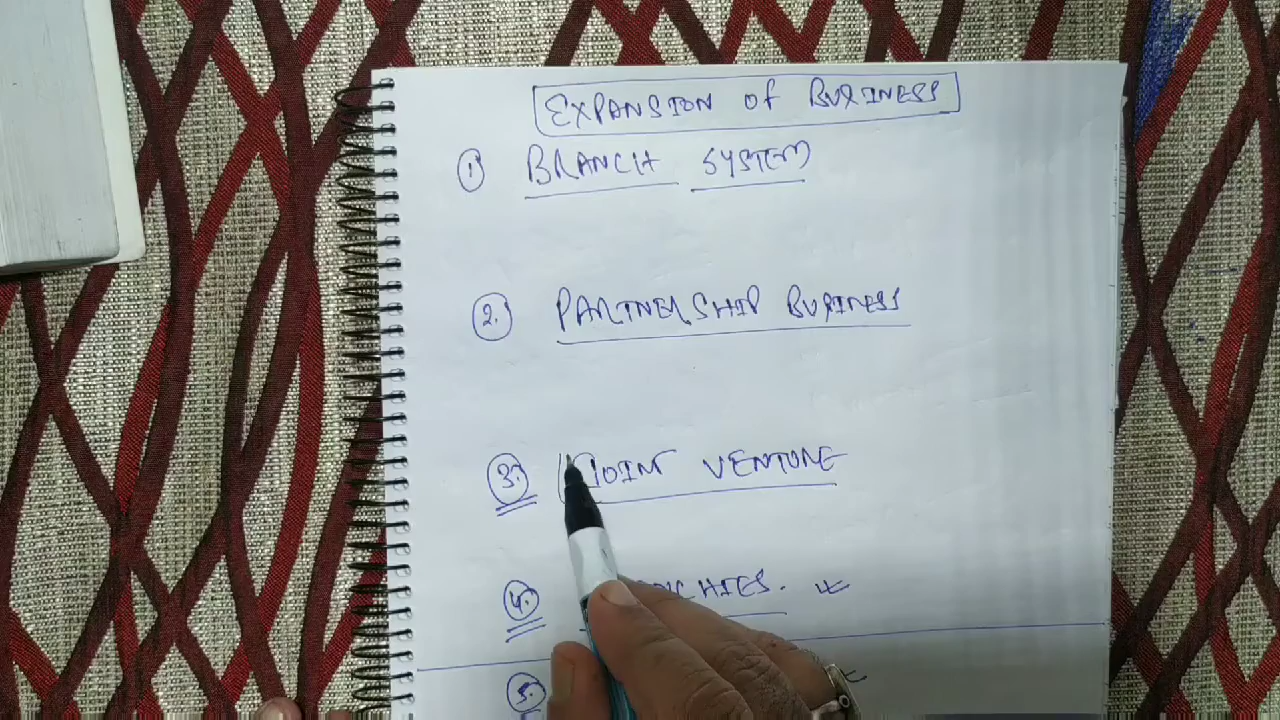 EXPANSION of BUSINESS
1) BRANCH SYSTEM
2. PARTNERSHIP BUSINESS
3. JOINT VENTURE
4.
5.